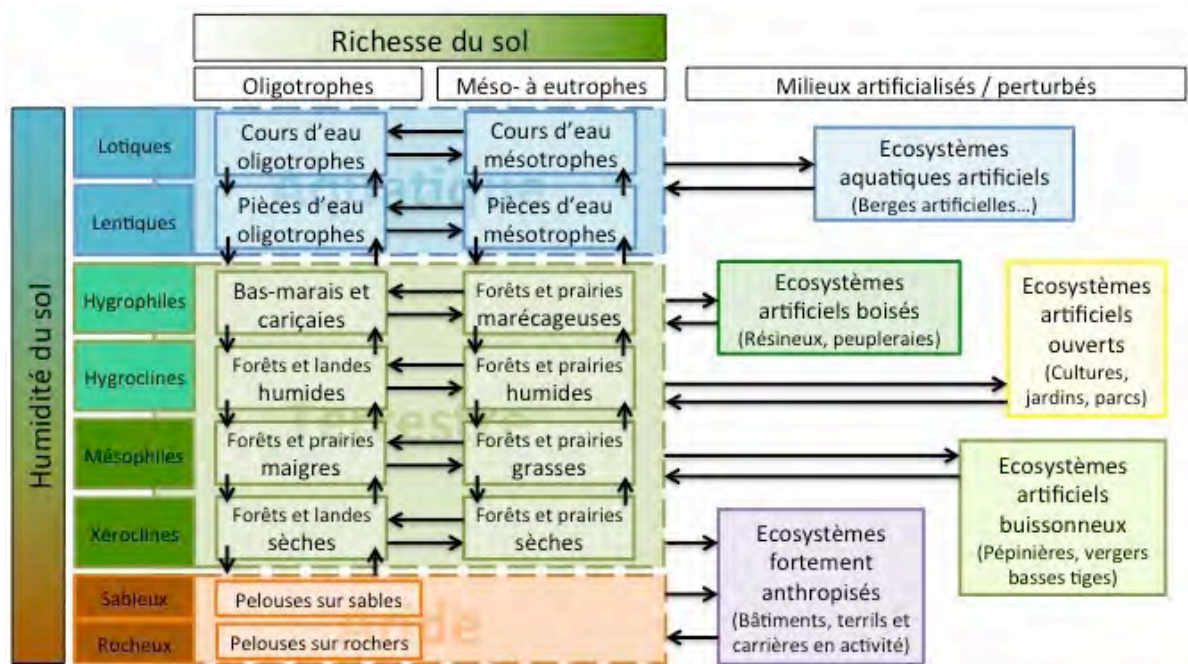 Richesse du sol
Oligotrophes
Méso- à eutrophes
Milieux artificialisés / perturbés
Humidité du sol
Lotiques
Cours d'eau
oligotrophes
Cours d'eau
mésotrophes
Ecosystèmes
aquatiques artificiels
(Berges artificielles...)
Aquatique
Lentiques
Pièces d'eau
oligotrophes
Pièces d'eau
mésotrophes
Hygrophiles
Bas-marais et
cariçaies
Forêts et prairies
marécageuses
Ecosystèmes
artificiels boisés
(Résineux, peupleraies)
Ecosystèmes
artificiels
ouverts
(Cultures,
jardins, parcs)
Hygroclines
Forêts et landes
humides
Forêts et prairies
humides
Terrestre
Mésophiles
Forêts et prairies
maigres
Forêts et prairies
grasses
Ecosystèmes
artificiels
buissonneux
(Pépinières, vergers
basses tiges)
Xéroclines
Forêts et landes
sèches
Forêts et prairies
sèches
Ecosystèmes
fortement
anthropisés
(Bâtiments, terrils et
carrières en activité)
Sableux
Pelouses sur sables
Rocheux
Pelouses sur rochers